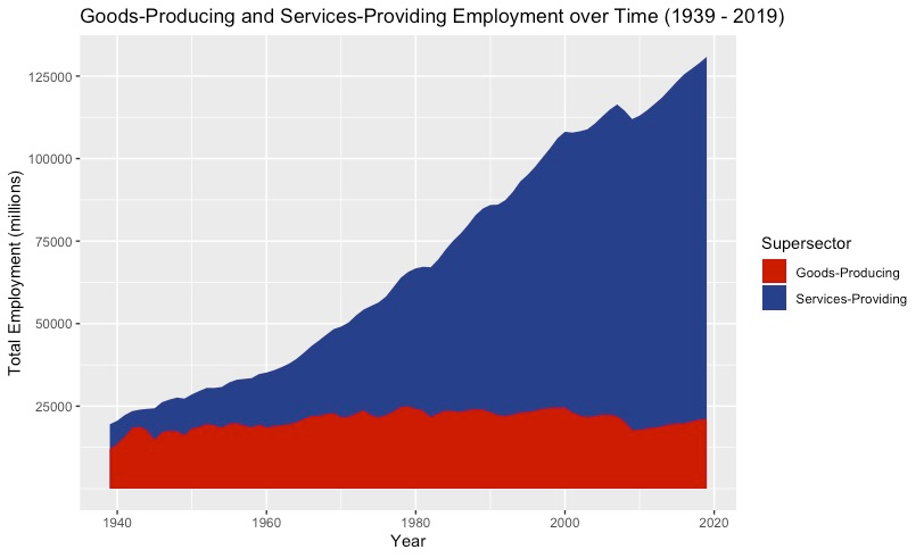 Goods-Producing and Services-Providing Employment over Time (1939 - 2019)
Total Employment (millions)
125000
100000
75000
50000
25000
1940 1960 1980 2000 2020
Year
Supersector
Goods-Producing
Services-Providing